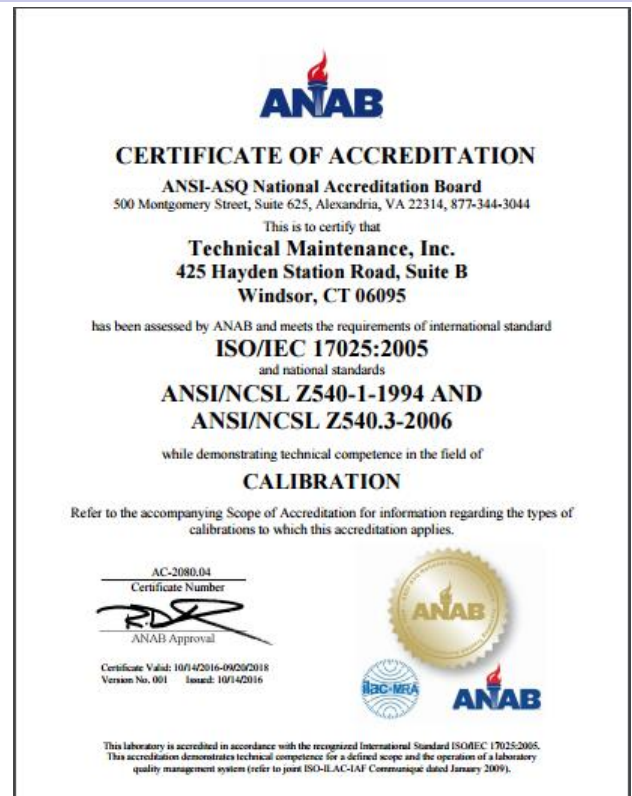 ANAB
CERTIFICATE OF ACCREDITATION
ANSI-ASQ National Accreditation Board
500 Montgomery Street, Suite 625, Alexandria, VA 22314, 877-344-3044
This is to certify that
Technical Maintenance, Inc.
425 Hayden Station Road, Suite B
Windsor, CT 06095
has been assessed by ANAB and meets the requirements of international standard
ISO/IEC 17025:2005
and national standards
ANSI/NCSL Z540-1-1994 AND
ANSI/NCSL Z540.3-2006
while demonstrating technical competence in the field of
CALIBRATION
Refer to the accompanying Scope of Accreditation for information regarding the types of
calibrations to which this accreditation applies.
AC-2080.04
Certificate Number
ANAB Approval
Certificate Valid: 10/14/2016-09/20/2018
Version No. 001 Issued: 10/14/2016
ANAB
ilac-MRA
ANAB
This laboratory is accredited in accordance with the recognized International Standard ISO/IEC 17025:2005.
This accreditation demonstrates technical competence for a defined scope and the operation of a laboratory
quality management system (refer to joint ISO-ILAC-IAF Communiqué dated January 2009).